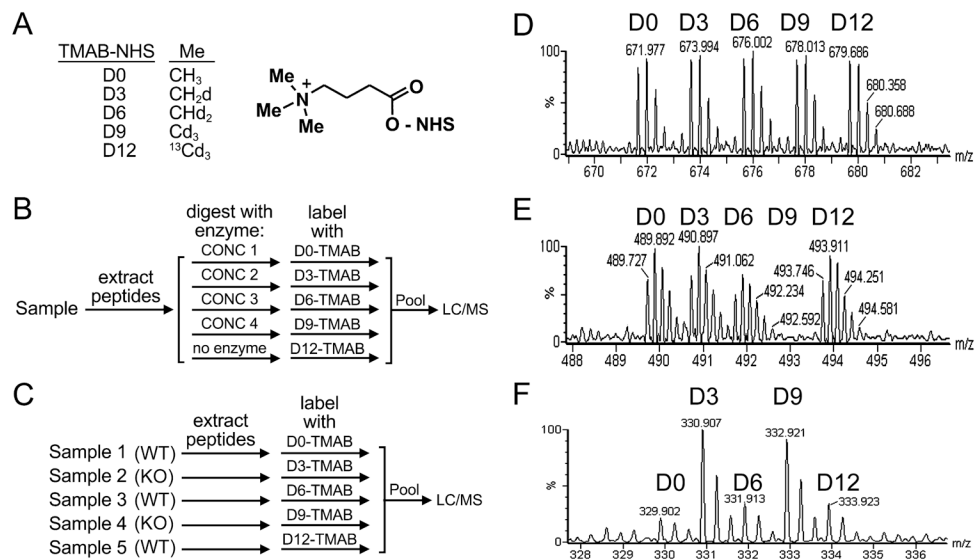 A
TMAB-NHS Me
D0 CH₃
D3 CH₂d
D6 CHd₂
D9 Cd₃
D12 ¹³Cd₃
Me
Me
N
+
Me
O
O - NHS
B
digest with
enzyme:
label
with
Sample
extract
peptides
CONC 1 D0-TMAB
CONC 2 D3-TMAB
CONC 3 D6-TMAB
CONC 4 D9-TMAB
no enzyme D12-TMAB
Pool
LC/MS
C
extract
peptides
label
with
Sample 1 (WT) D0-TMAB
Sample 2 (KO) D3-TMAB
Sample 3 (WT) D6-TMAB
Sample 4 (KO) D9-TMAB
Sample 5 (WT) D12-TMAB
Pool
LC/MS
D
D0 D3 D6 D9 D12
671.977 673.994 676.002 678.013 679.686
680.358
680.688
100
%
0
670 672 674 676 678 680 682 m/z
E
D0 D3 D6 D9 D12
489.892 490.897 493.911
489.727 491.062 493.746 494.251
492.234
494.581
492.592
100
%
0
488 489 490 491 492 493 494 495 496 m/z
F
D3 D9
330.907 332.921
D0 D6 D12
329.902 331.913 333.923
100
%
0
328 329 330 331 332 333 334 335 336 m/z